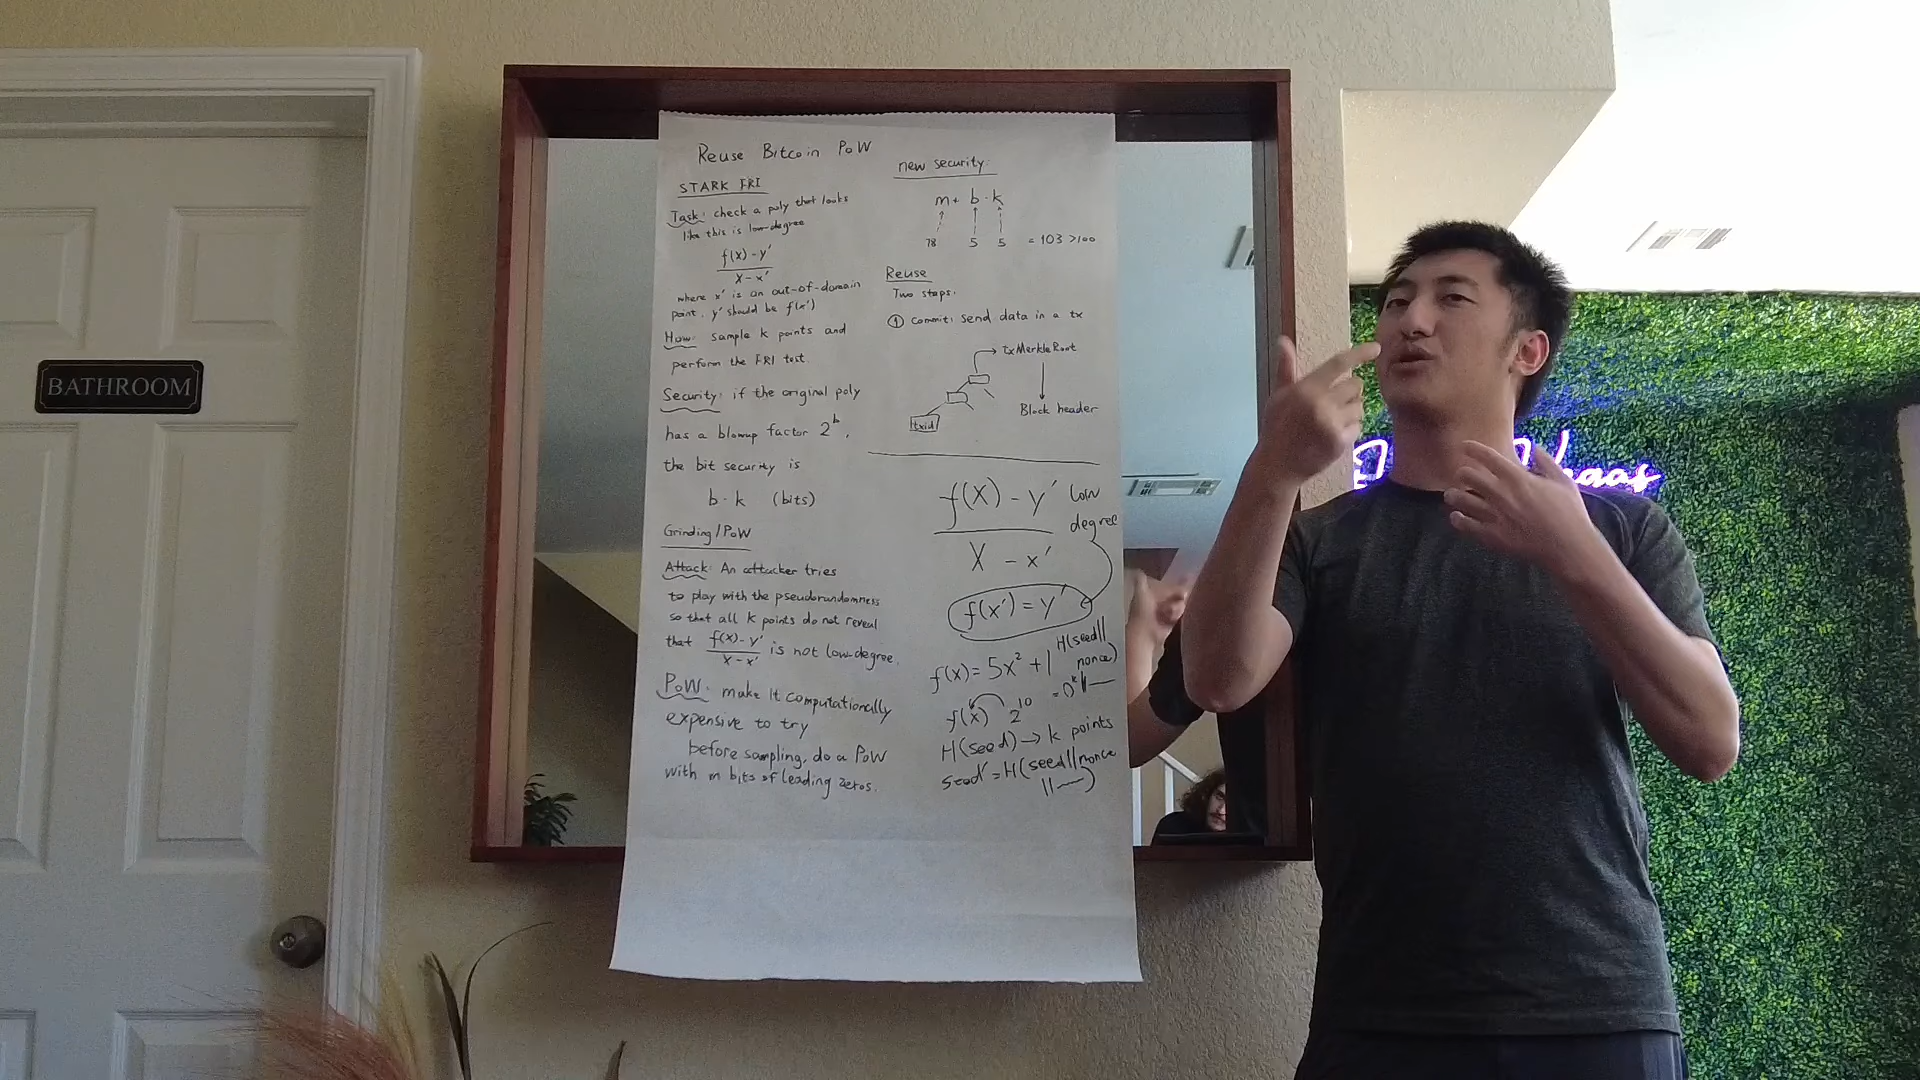 BATHROOM
Reuse Bitcoin PoW
STARK FRI
Task: check a poly that looks
like this is low-degree
f(X) - y'
X - x'
where x' is an out-of-domain
point, y' should be f(x')
How: sample k points and
perform the FRI test.
Security: if the original poly
has a blowup factor 2^b,
the bit security is
b · k (bits)
Grinding/PoW
Attack: An attacker tries
to play with the pseudorandomness
so that all k points do not reveal
that f(x)-y' / x-x' is not low-degree.
PoW: make it computationally
expensive to try
before sampling, do a PoW
with m bits of leading zeros.
new security:
m + b · k
78 5 5 = 103 >100
Reuse
Two steps.
① Commit: send data in a tx
txMerkleRoot
Block header
txid
f(X) - y' low
degree
X - x'
f(x') = y'
f(x) = 5x² + 1
H(seed||
nonce)
= 0^k||—
f(x) 2^10
H(seed) → k points
seed' = H(seed||nonce
||—)
Vegas